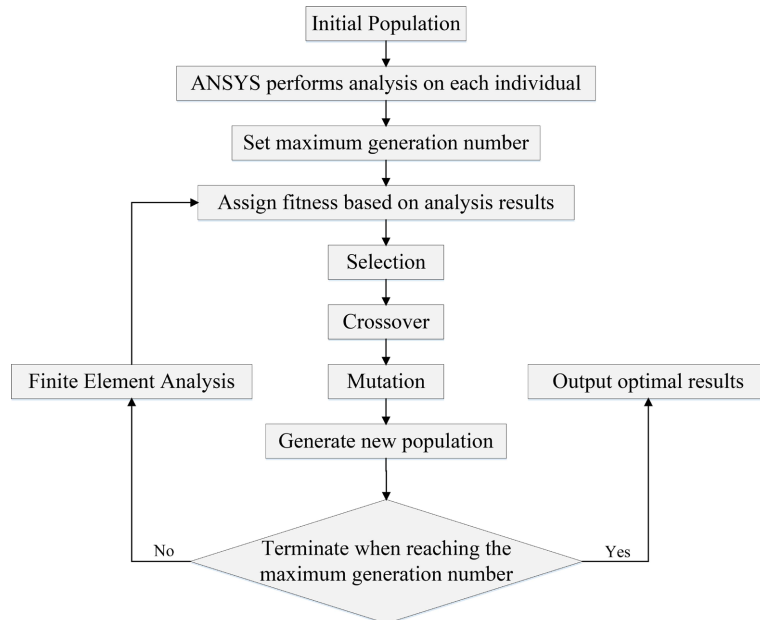 Initial Population
ANSYS performs analysis on each individual
Set maximum generation number
Assign fitness based on analysis results
Selection
Crossover
Finite Element Analysis
Mutation
Output optimal results
Generate new population
No
Terminate when reaching the
maximum generation number
Yes